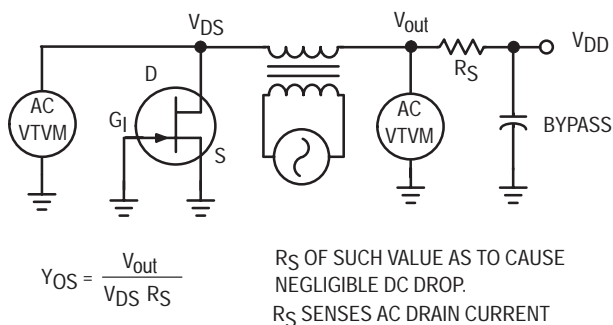 VDS
Vout
VDD
RS
D
GI
S
AC
VTVM
AC
VTVM
BYPASS
YOS = Vout / VDS RS
RS OF SUCH VALUE AS TO CAUSE
NEGLIGIBLE DC DROP.
RS SENSES AC DRAIN CURRENT